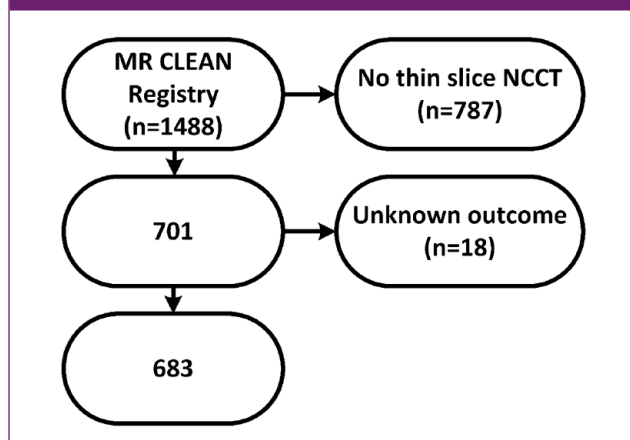 MR CLEAN
Registry
(n=1488)
No thin slice NCCT
(n=787)
701
Unknown outcome
(n=18)
683